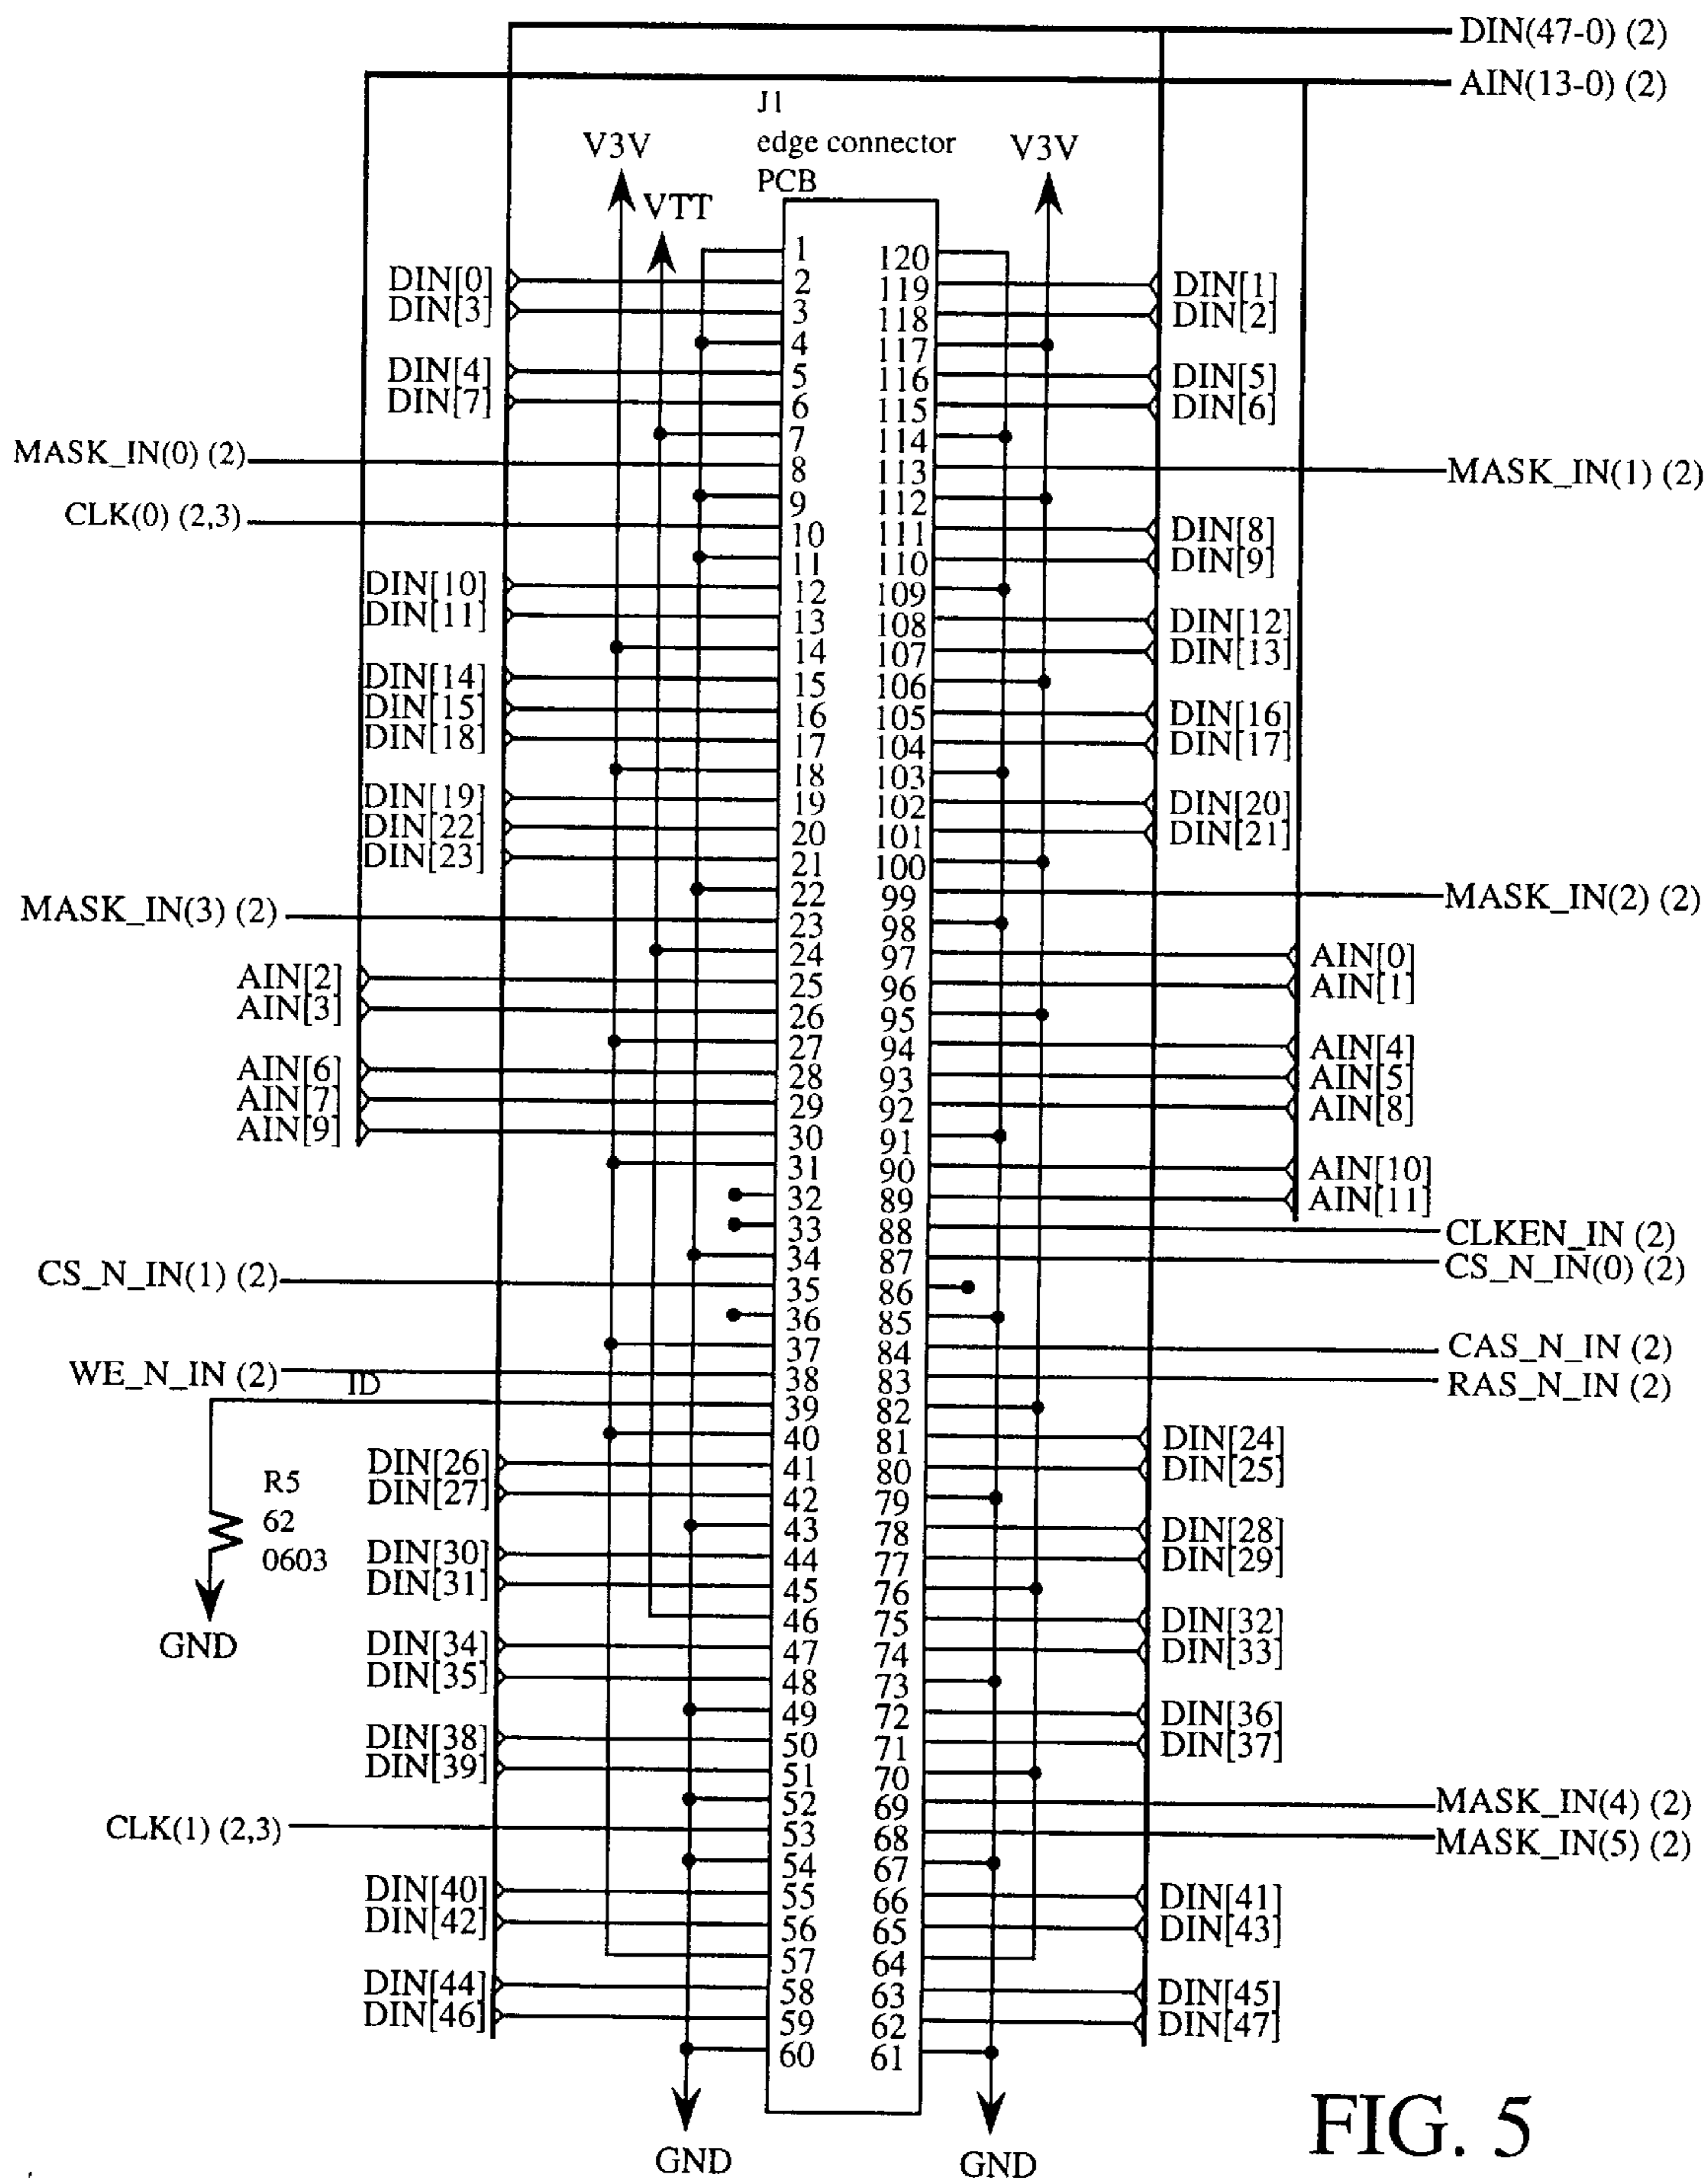 DIN(47-0) (2)
AIN(13-0) (2)
J1
edge connector
PCB
V3V
VTT
V3V
1 120
DIN[0] 2 119 DIN[1]
DIN[3] 3 118 DIN[2]
4 117
DIN[4] 5 116 DIN[5]
DIN[7] 6 115 DIN[6]
7 114
MASK_IN(0) (2) 8 113 MASK_IN(1) (2)
9 112
CLK(0) (2,3) 10 111 DIN[8]
11 110 DIN[9]
DIN[10] 12 109
DIN[11] 13 108 DIN[12]
14 107 DIN[13]
DIN[14] 15 106
DIN[15] 16 105 DIN[16]
DIN[18] 17 104 DIN[17]
18 103
DIN[19] 19 102 DIN[20]
DIN[22] 20 101 DIN[21]
DIN[23] 21 100
22 99 MASK_IN(2) (2)
MASK_IN(3) (2) 23 98
24 97 AIN[0]
AIN[2] 25 96 AIN[1]
AIN[3] 26 95
27 94 AIN[4]
AIN[6] 28 93 AIN[5]
AIN[7] 29 92 AIN[8]
AIN[9] 30 91
31 90 AIN[10]
32 89 AIN[11]
33 88 CLKEN_IN (2)
34 87 CS_N_IN(0) (2)
CS_N_IN(1) (2) 35 86
36 85
37 84 CAS_N_IN (2)
WE_N_IN (2) 38 83 RAS_N_IN (2)
ID 39 82
40 81 DIN[24]
DIN[26] 41 80 DIN[25]
DIN[27] 42 79
43 78 DIN[28]
DIN[30] 44 77 DIN[29]
DIN[31] 45 76
46 75 DIN[32]
DIN[34] 47 74 DIN[33]
DIN[35] 48 73
49 72 DIN[36]
DIN[38] 50 71 DIN[37]
DIN[39] 51 70
52 69 MASK_IN(4) (2)
CLK(1) (2,3) 53 68 MASK_IN(5) (2)
54 67
DIN[40] 55 66 DIN[41]
DIN[42] 56 65 DIN[43]
57 64
DIN[44] 58 63 DIN[45]
DIN[46] 59 62 DIN[47]
60 61
R5
62
0603
GND
GND
GND
FIG. 5